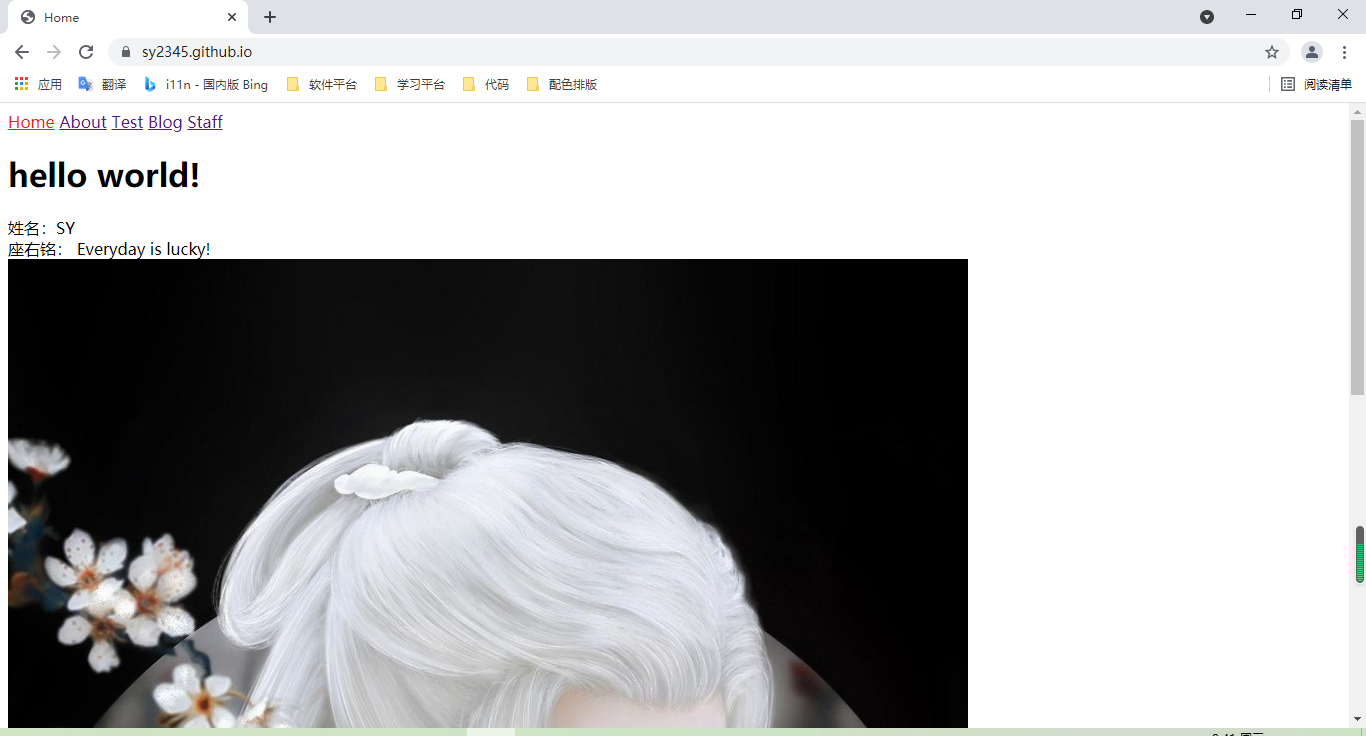 Home
sy2345.github.io
应用 翻译 i11n - 国内版 Bing 软件平台 学习平台 代码 配色排版 阅读清单
Home About Test Blog Staff
hello world!
姓名：SY
座右铭： Everyday is lucky!